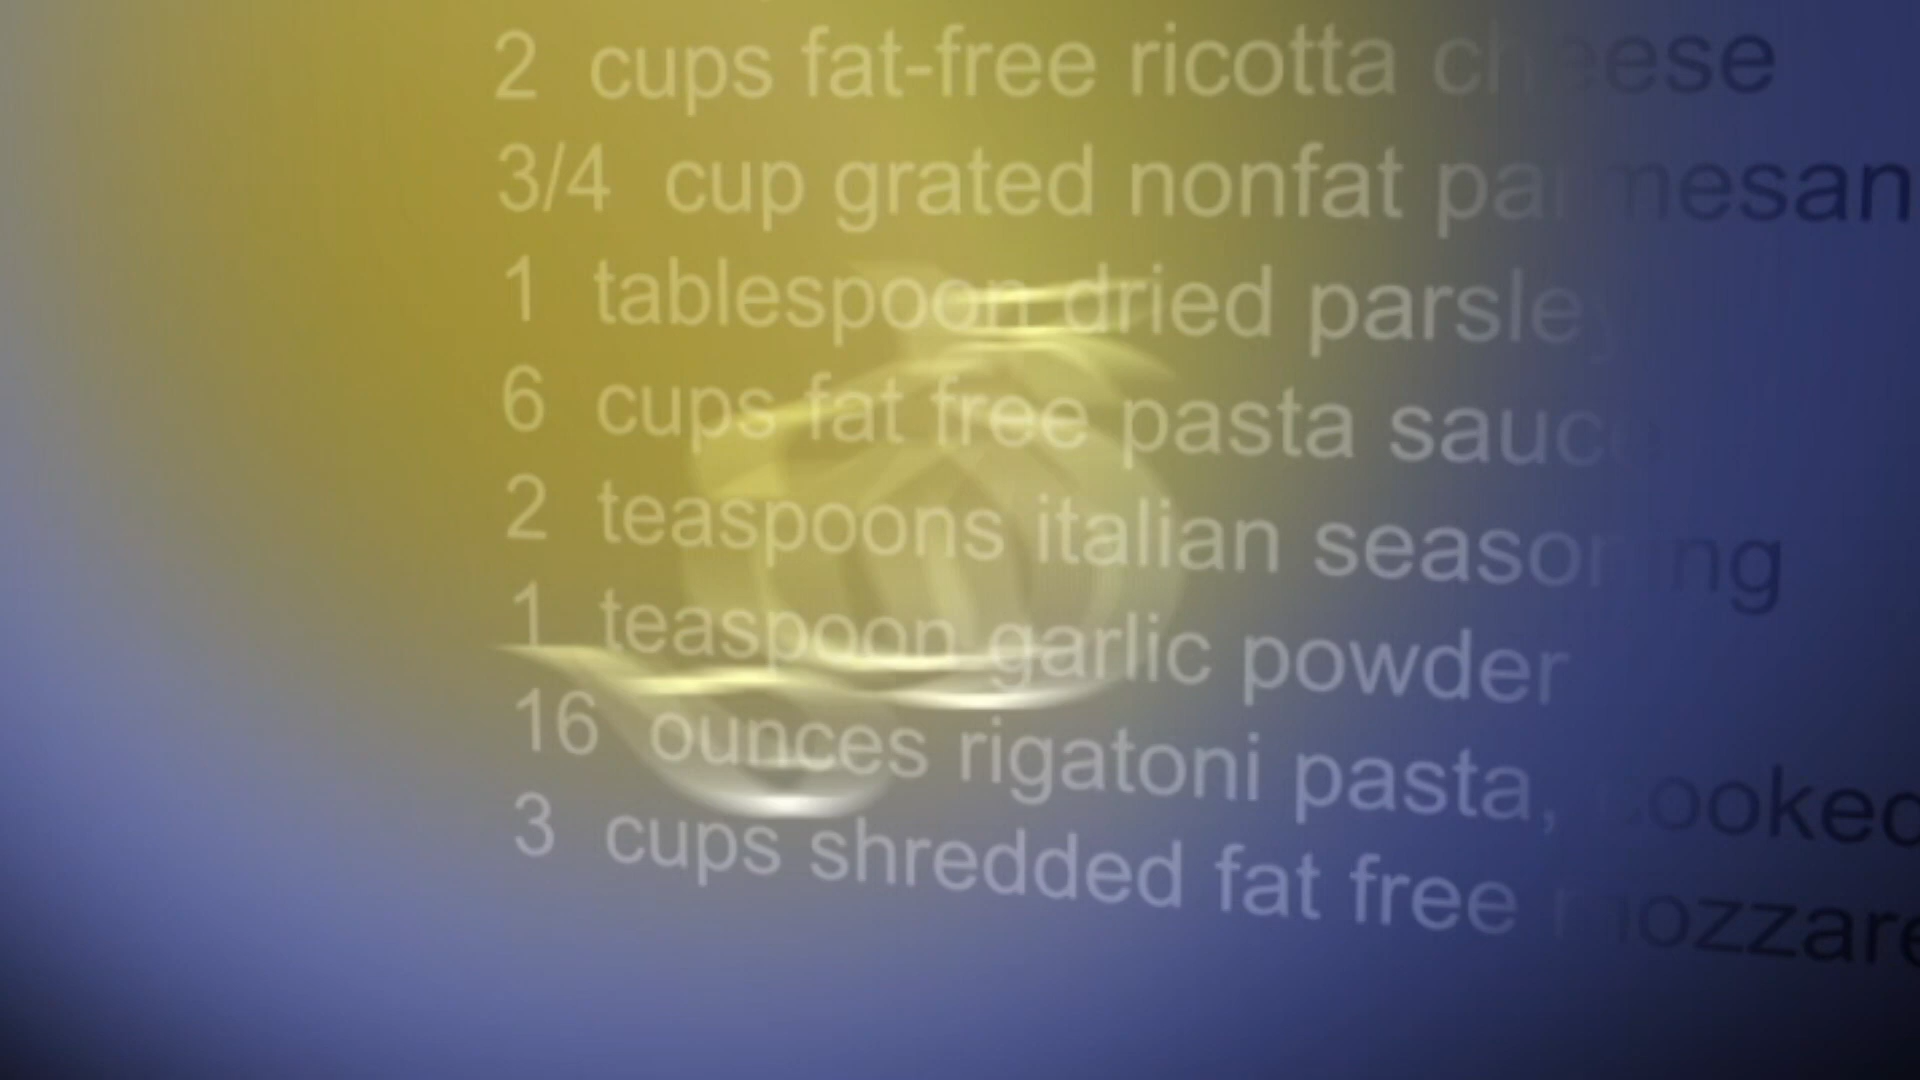 2 cups fat-free ricotta cheese
3/4 cup grated nonfat parmesan
1 tablespoon dried parsley
6 cups fat free pasta sauce
2 teaspoons italian seasoning
1 teaspoon garlic powder
16 ounces rigatoni pasta, cooked
3 cups shredded fat free mozzare